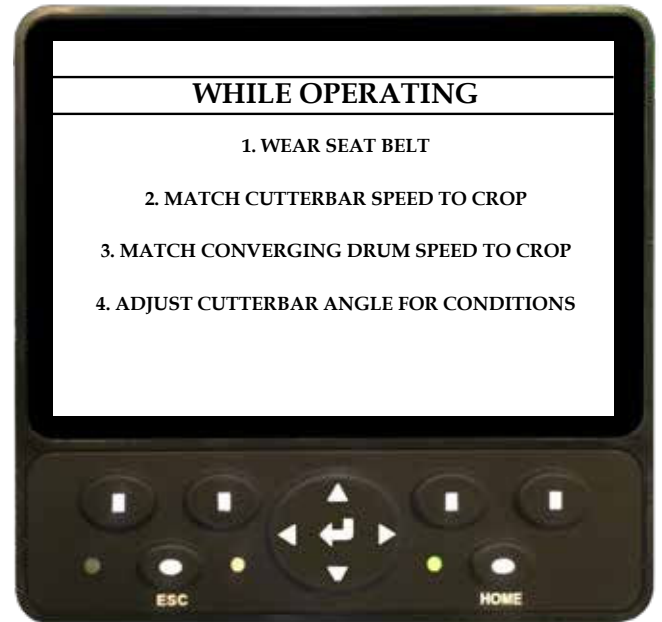 WHILE OPERATING
1. WEAR SEAT BELT
2. MATCH CUTTERBAR SPEED TO CROP
3. MATCH CONVERGING DRUM SPEED TO CROP
4. ADJUST CUTTERBAR ANGLE FOR CONDITIONS
ESC
HOME